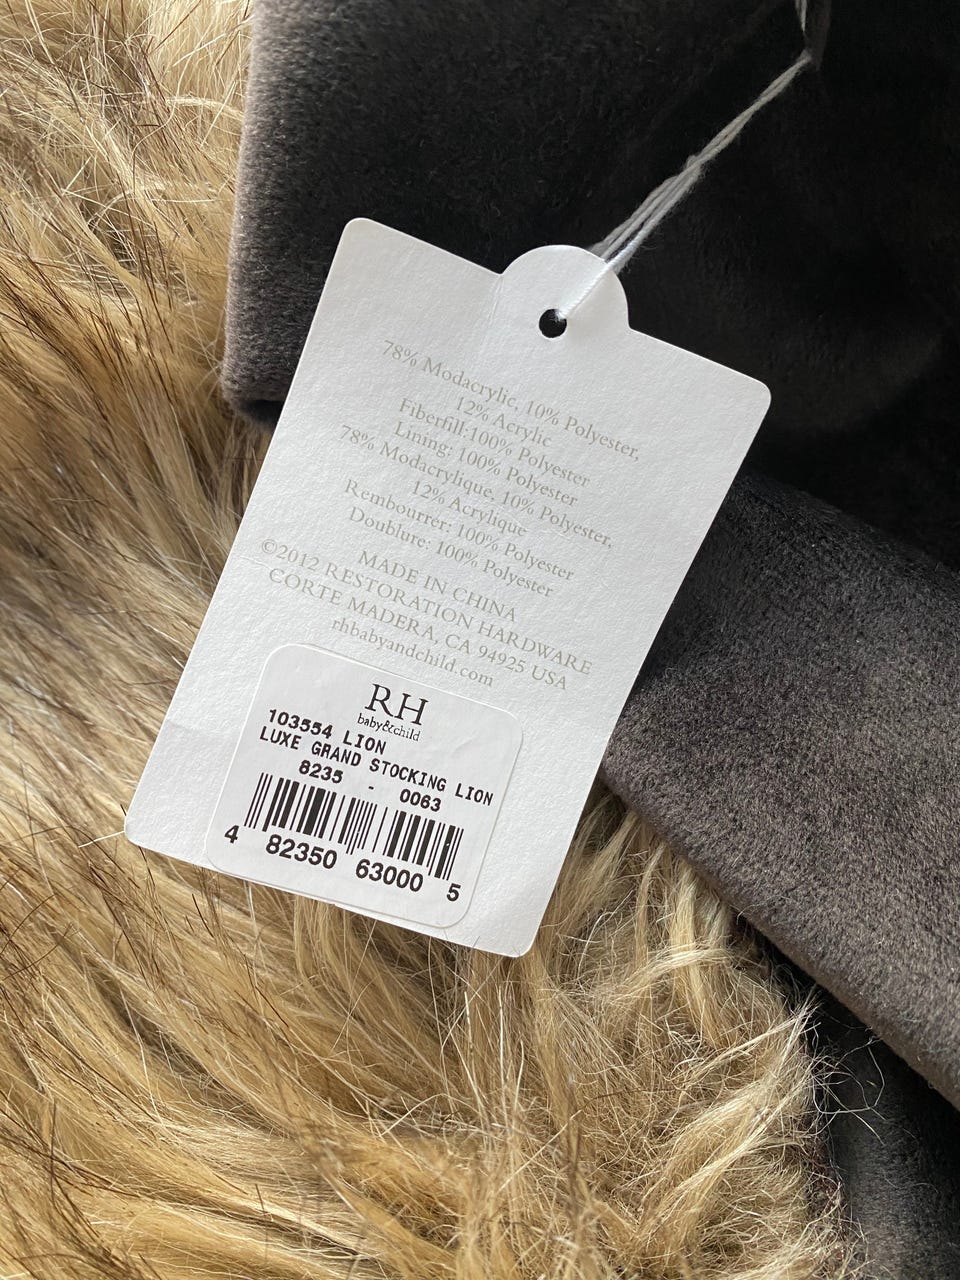 78% Modacrylic, 10% Polyester,
12% Acrylic
Fiberfill:100% Polyester
Lining: 100% Polyester
78% Modacrylique, 10% Polyester,
12% Acrylique
Rembourrer: 100% Polyester
Doublure: 100% Polyester
MADE IN CHINA
©2012 RESTORATION HARDWARE
CORTE MADERA, CA 94925 USA
rhbabyandchild.com
RH
baby&child
103554 LION
LUXE GRAND STOCKING LION
8235 - 0063
4 82350 63000 5